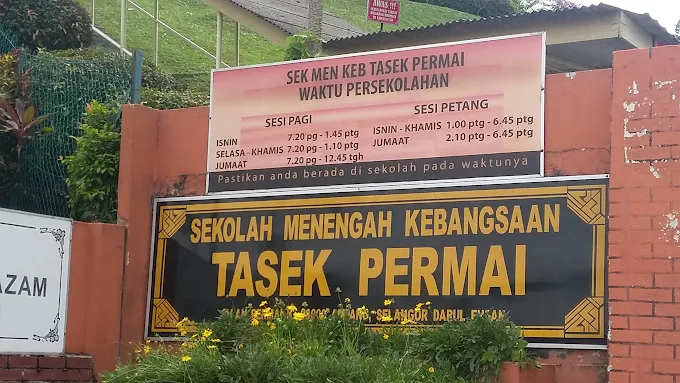 AWAS !!!
SEK MEN KEB TASEK PERMAI
WAKTU PERSEKOLAHAN
SESI PAGI
ISNIN 7.20 pg - 1.45 ptg
SELASA - KHAMIS 7.20 pg - 1.10 ptg
JUMAAT 7.20 pg - 12.45 tgh
SESI PETANG
ISNIN - KHAMIS 1.00 ptg - 6.45 ptg
JUMAAT 2.10 ptg - 6.45 ptg
Pastikan anda berada di sekolah pada waktunya
SEKOLAH MENENGAH KEBANGSAAN
TASEK PERMAI
SELANGOR DARUL EHSAN
AZAM